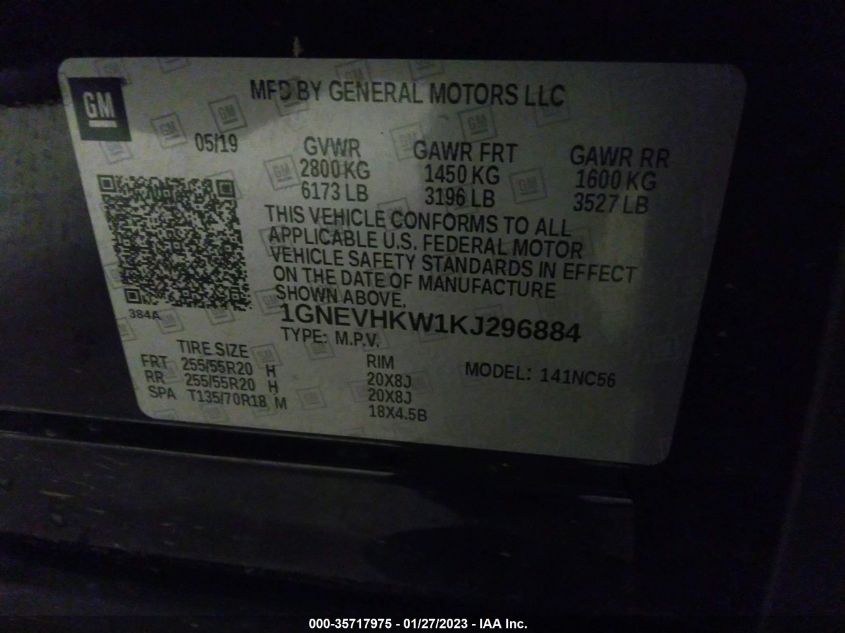 GM
MFD BY GENERAL MOTORS LLC
05/19
GVWR GAWR FRT GAWR RR
2800 KG 1450 KG 1600 KG
6173 LB 3196 LB 3527 LB
THIS VEHICLE CONFORMS TO ALL
APPLICABLE U.S. FEDERAL MOTOR
VEHICLE SAFETY STANDARDS IN EFFECT
ON THE DATE OF MANUFACTURE
SHOWN ABOVE.
384A
1GNEVHKW1KJ296884
TYPE: M.P.V.
TIRE SIZE RIM MODEL: 141NC56
FRT 255/55R20 H 20X8J
RR 255/55R20 H 20X8J
SPA T135/70R18 M 18X4.5B
000-35717975 - 01/27/2023 - IAA Inc.